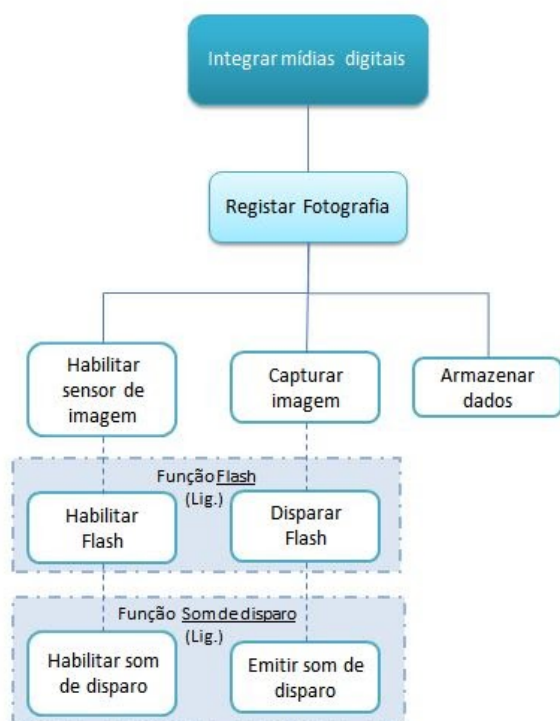 Integrar mídias digitais
Registar Fotografia
Habilitar
sensor de
imagem
Capturar
imagem
Armazenar
dados
Função Flash
(Lig.)
Habilitar
Flash
Disparar
Flash
Função Som de disparo
(Lig.)
Habilitar som
de disparo
Emitir som de
disparo